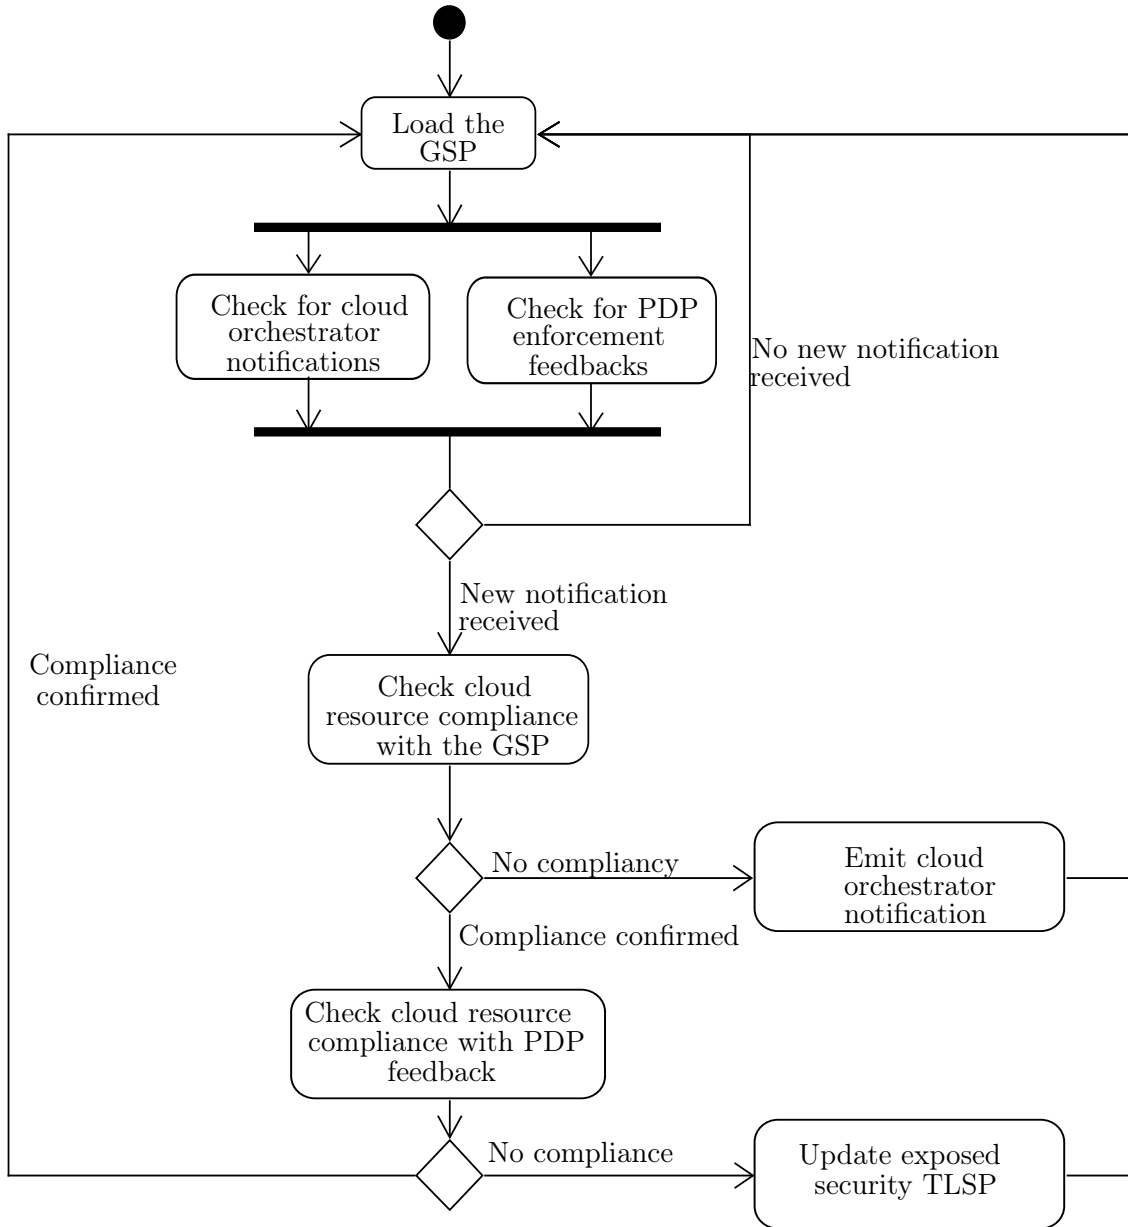 Load the
GSP
Check for cloud
orchestrator
notifications
Check for PDP
enforcement
feedbacks
No new notification
received
New notification
received
Compliance
confirmed
Check cloud
resource compliance
with the GSP
No compliancy
Emit cloud
orchestrator
notification
Compliance confirmed
Check cloud resource
compliance with PDP
feedback
No compliance
Update exposed
security TLSP